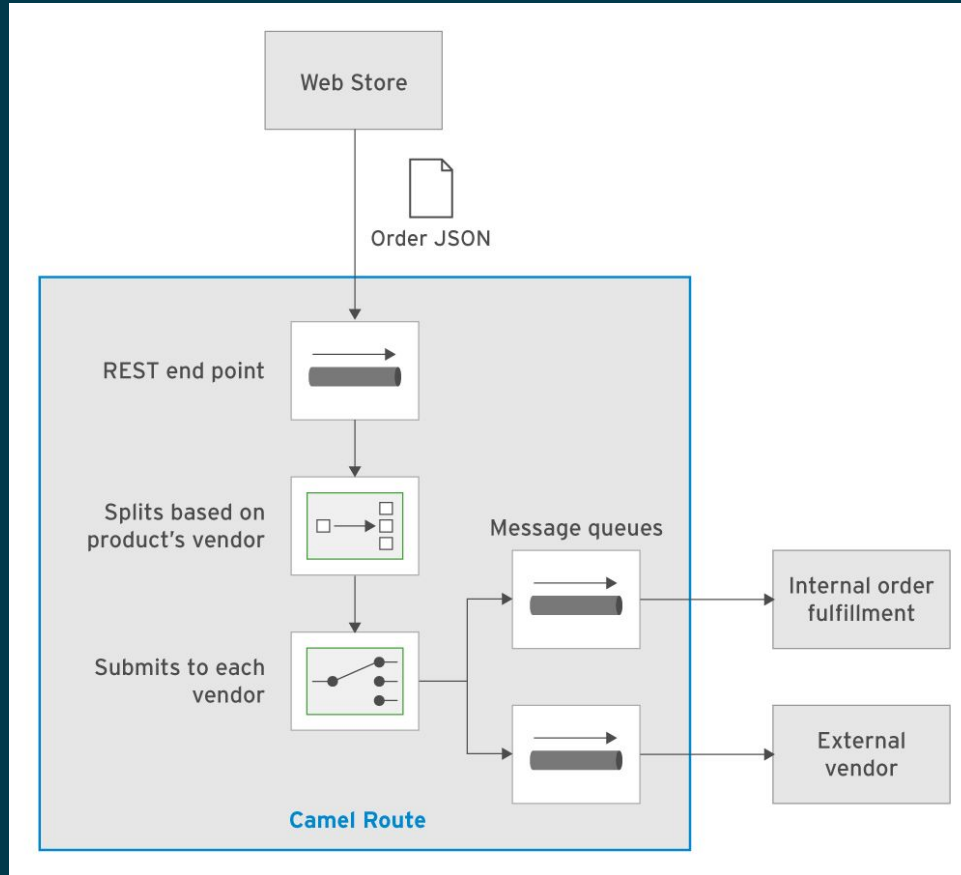 Web Store
Order JSON
REST end point
Splits based on
product's vendor
Message queues
Internal order
fulfillment
Submits to each
vendor
External
vendor
Camel Route